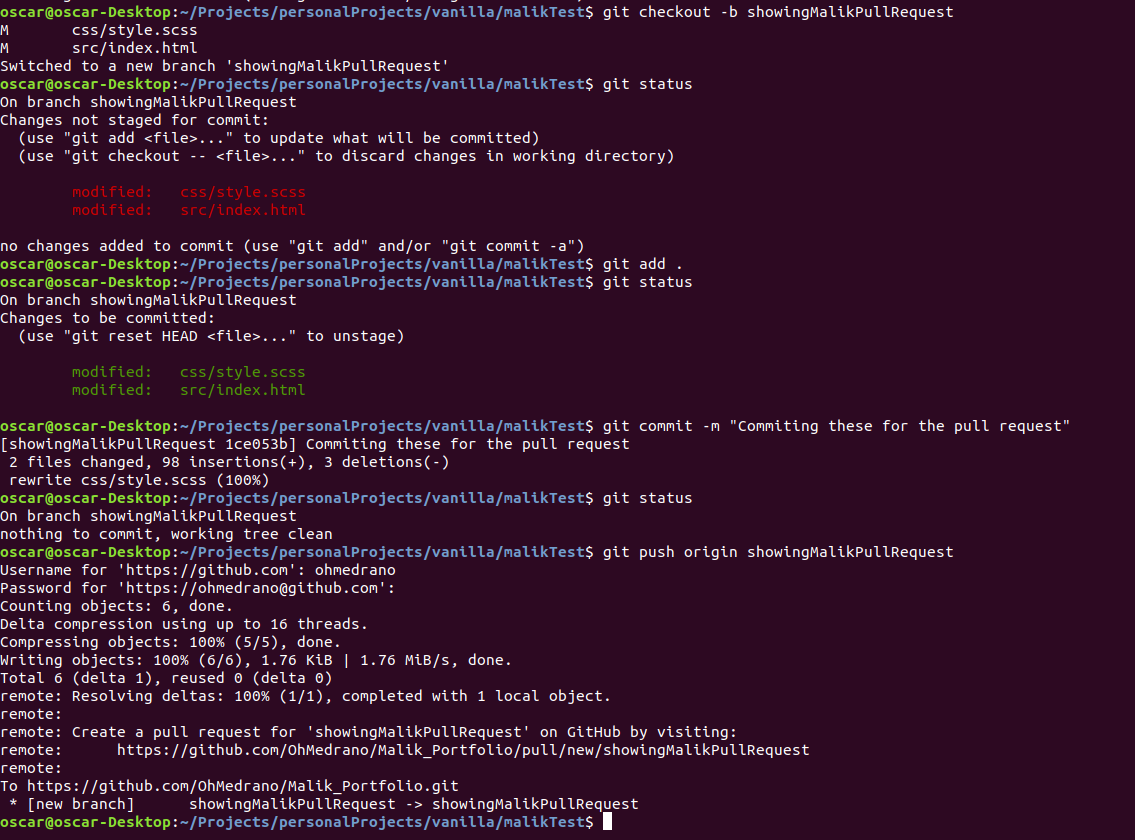 oscar@oscar-Desktop:~/Projects/personalProjects/vanilla/malikTest$ git checkout -b showingMalikPullRequest
M       css/style.scss
M       src/index.html
Switched to a new branch 'showingMalikPullRequest'
oscar@oscar-Desktop:~/Projects/personalProjects/vanilla/malikTest$ git status
On branch showingMalikPullRequest
Changes not staged for commit:
  (use "git add <file>..." to update what will be committed)
  (use "git checkout -- <file>..." to discard changes in working directory)
        modified:   css/style.scss
        modified:   src/index.html
no changes added to commit (use "git add" and/or "git commit -a")
oscar@oscar-Desktop:~/Projects/personalProjects/vanilla/malikTest$ git add .
oscar@oscar-Desktop:~/Projects/personalProjects/vanilla/malikTest$ git status
On branch showingMalikPullRequest
Changes to be committed:
  (use "git reset HEAD <file>..." to unstage)
        modified:   css/style.scss
        modified:   src/index.html
oscar@oscar-Desktop:~/Projects/personalProjects/vanilla/malikTest$ git commit -m "Commiting these for the pull request"
[showingMalikPullRequest 1ce053b] Commiting these for the pull request
 2 files changed, 98 insertions(+), 3 deletions(-)
 rewrite css/style.scss (100%)
oscar@oscar-Desktop:~/Projects/personalProjects/vanilla/malikTest$ git status
On branch showingMalikPullRequest
nothing to commit, working tree clean
oscar@oscar-Desktop:~/Projects/personalProjects/vanilla/malikTest$ git push origin showingMalikPullRequest
Username for 'https://github.com': ohmedrano
Password for 'https://ohmedrano@github.com':
Counting objects: 6, done.
Delta compression using up to 16 threads.
Compressing objects: 100% (5/5), done.
Writing objects: 100% (6/6), 1.76 KiB | 1.76 MiB/s, done.
Total 6 (delta 1), reused 0 (delta 0)
remote: Resolving deltas: 100% (1/1), completed with 1 local object.
remote:
remote: Create a pull request for 'showingMalikPullRequest' on GitHub by visiting:
remote:      https://github.com/OhMedrano/Malik_Portfolio/pull/new/showingMalikPullRequest
remote:
To https://github.com/OhMedrano/Malik_Portfolio.git
 * [new branch]      showingMalikPullRequest -> showingMalikPullRequest
oscar@oscar-Desktop:~/Projects/personalProjects/vanilla/malikTest$